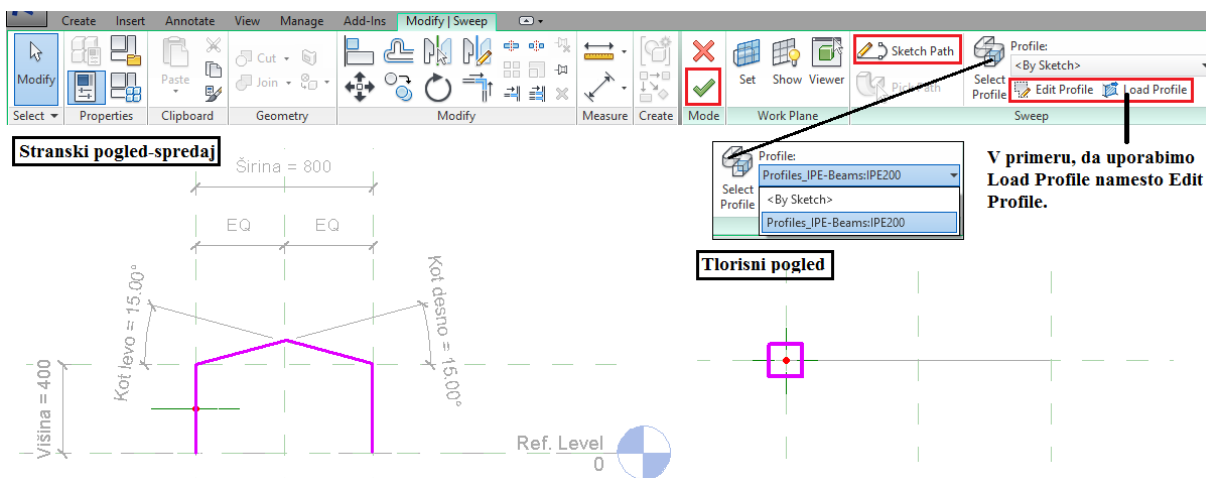 Create Insert Annotate View Manage Add-Ins Modify | Sweep
Modify
Paste
Cut
Join
Sketch Path
Pick Path
Set Show Viewer
Select Profile
Profile:
<By Sketch>
Edit Profile Load Profile
Select Properties Clipboard Geometry Modify Measure Create Mode Work Plane Sweep
Stranski pogled-spredaj
Širina = 800
EQ EQ
Kot levo = 15.00°
Kot desno = 15.00°
Višina = 400
Ref. Level
0
Select Profile
Profile:
Profiles_IPE-Beams:IPE200
<By Sketch>
Profiles_IPE-Beams:IPE200
V primeru, da uporabimo
Load Profile namesto Edit
Profile.
Tlorisni pogled